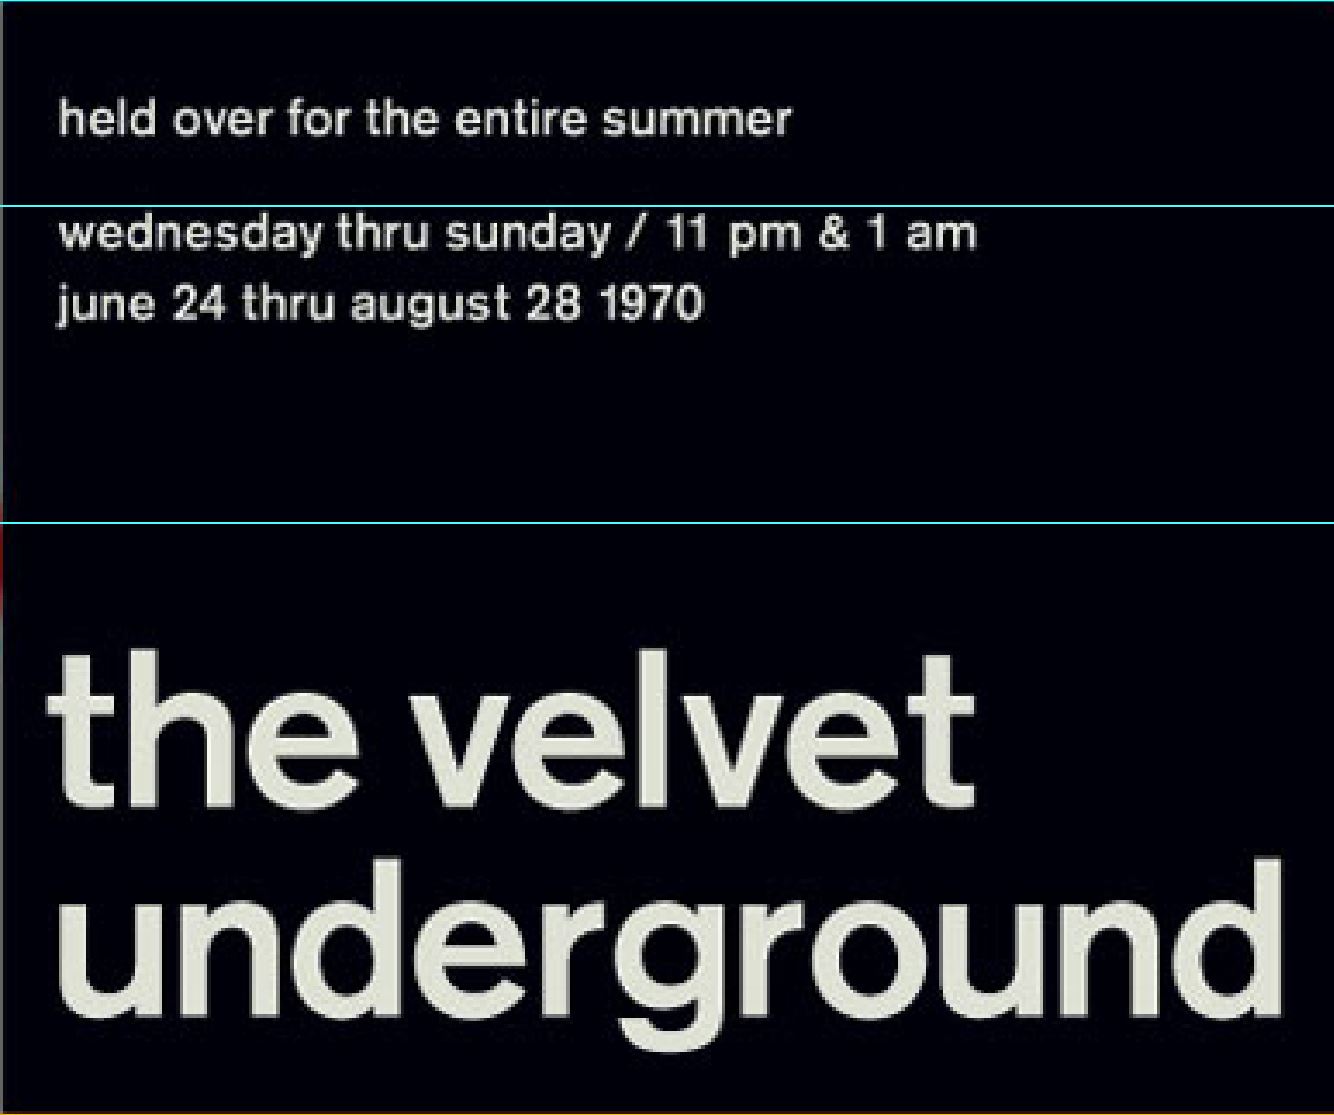 held over for the entire summer
wednesday thru sunday / 11 pm & 1 am
june 24 thru august 28 1970
the velvet
underground